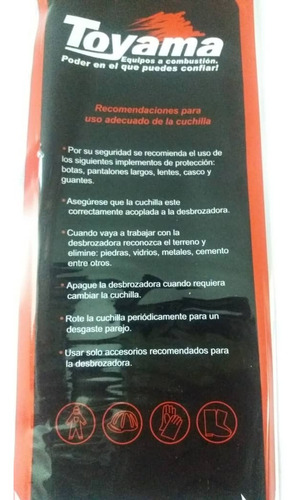 Toyama
Equipos a combustión.
Poder en el que puedes confiar!
Recomendaciones para
uso adecuado de la cuchilla
* Por su seguridad se recomienda el uso de
los siguientes implementos de protección:
botas, pantalones largos, lentes, casco y
guantes.
* Asegúrese que la cuchilla este
correctamente acoplada a la desbrozadora.
* Cuando vaya a trabajar con la
desbrozadora reconozca el terreno y
elimine: piedras, vidrios, metales, cemento
entre otros.
* Apague la desbrozadora cuando requiera
cambiar la cuchilla.
* Rote la cuchilla periódicamente para un
desgaste parejo.
* Usar solo accesorios recomendados para
la desbrozadora.